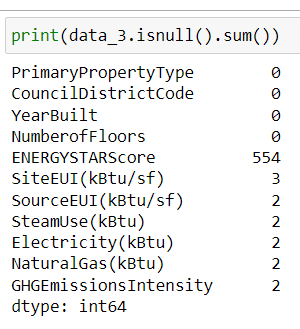 print(data_3.isnull().sum())
PrimaryPropertyType 0
CouncilDistrictCode 0
YearBuilt 0
NumberofFloors 0
ENERGYSTARScore 554
SiteEUI(kBtu/sf) 3
SourceEUI(kBtu/sf) 2
SteamUse(kBtu) 2
Electricity(kBtu) 2
NaturalGas(kBtu) 2
GHGEmissionsIntensity 2
dtype: int64